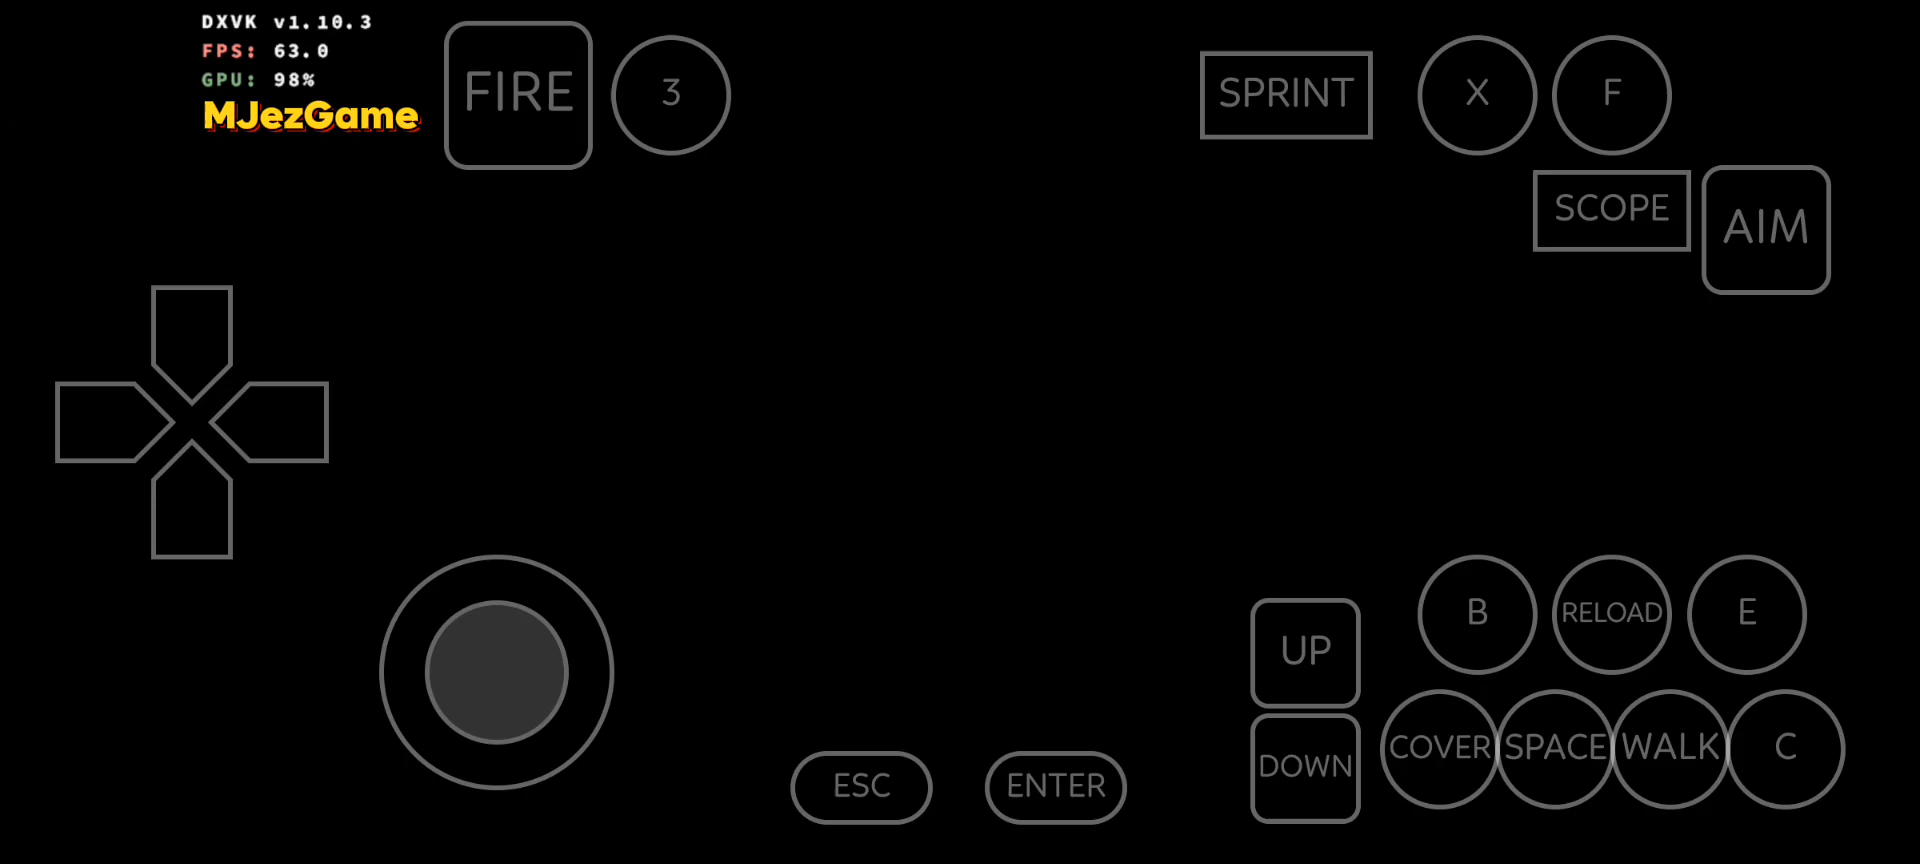 DXVK v1.10.3
FPS: 63.0
GPU: 98%
MJezGame
FIRE
3
SPRINT
X
F
SCOPE
AIM
UP
B
RELOAD
E
DOWN
COVER
SPACE
WALK
C
ESC
ENTER